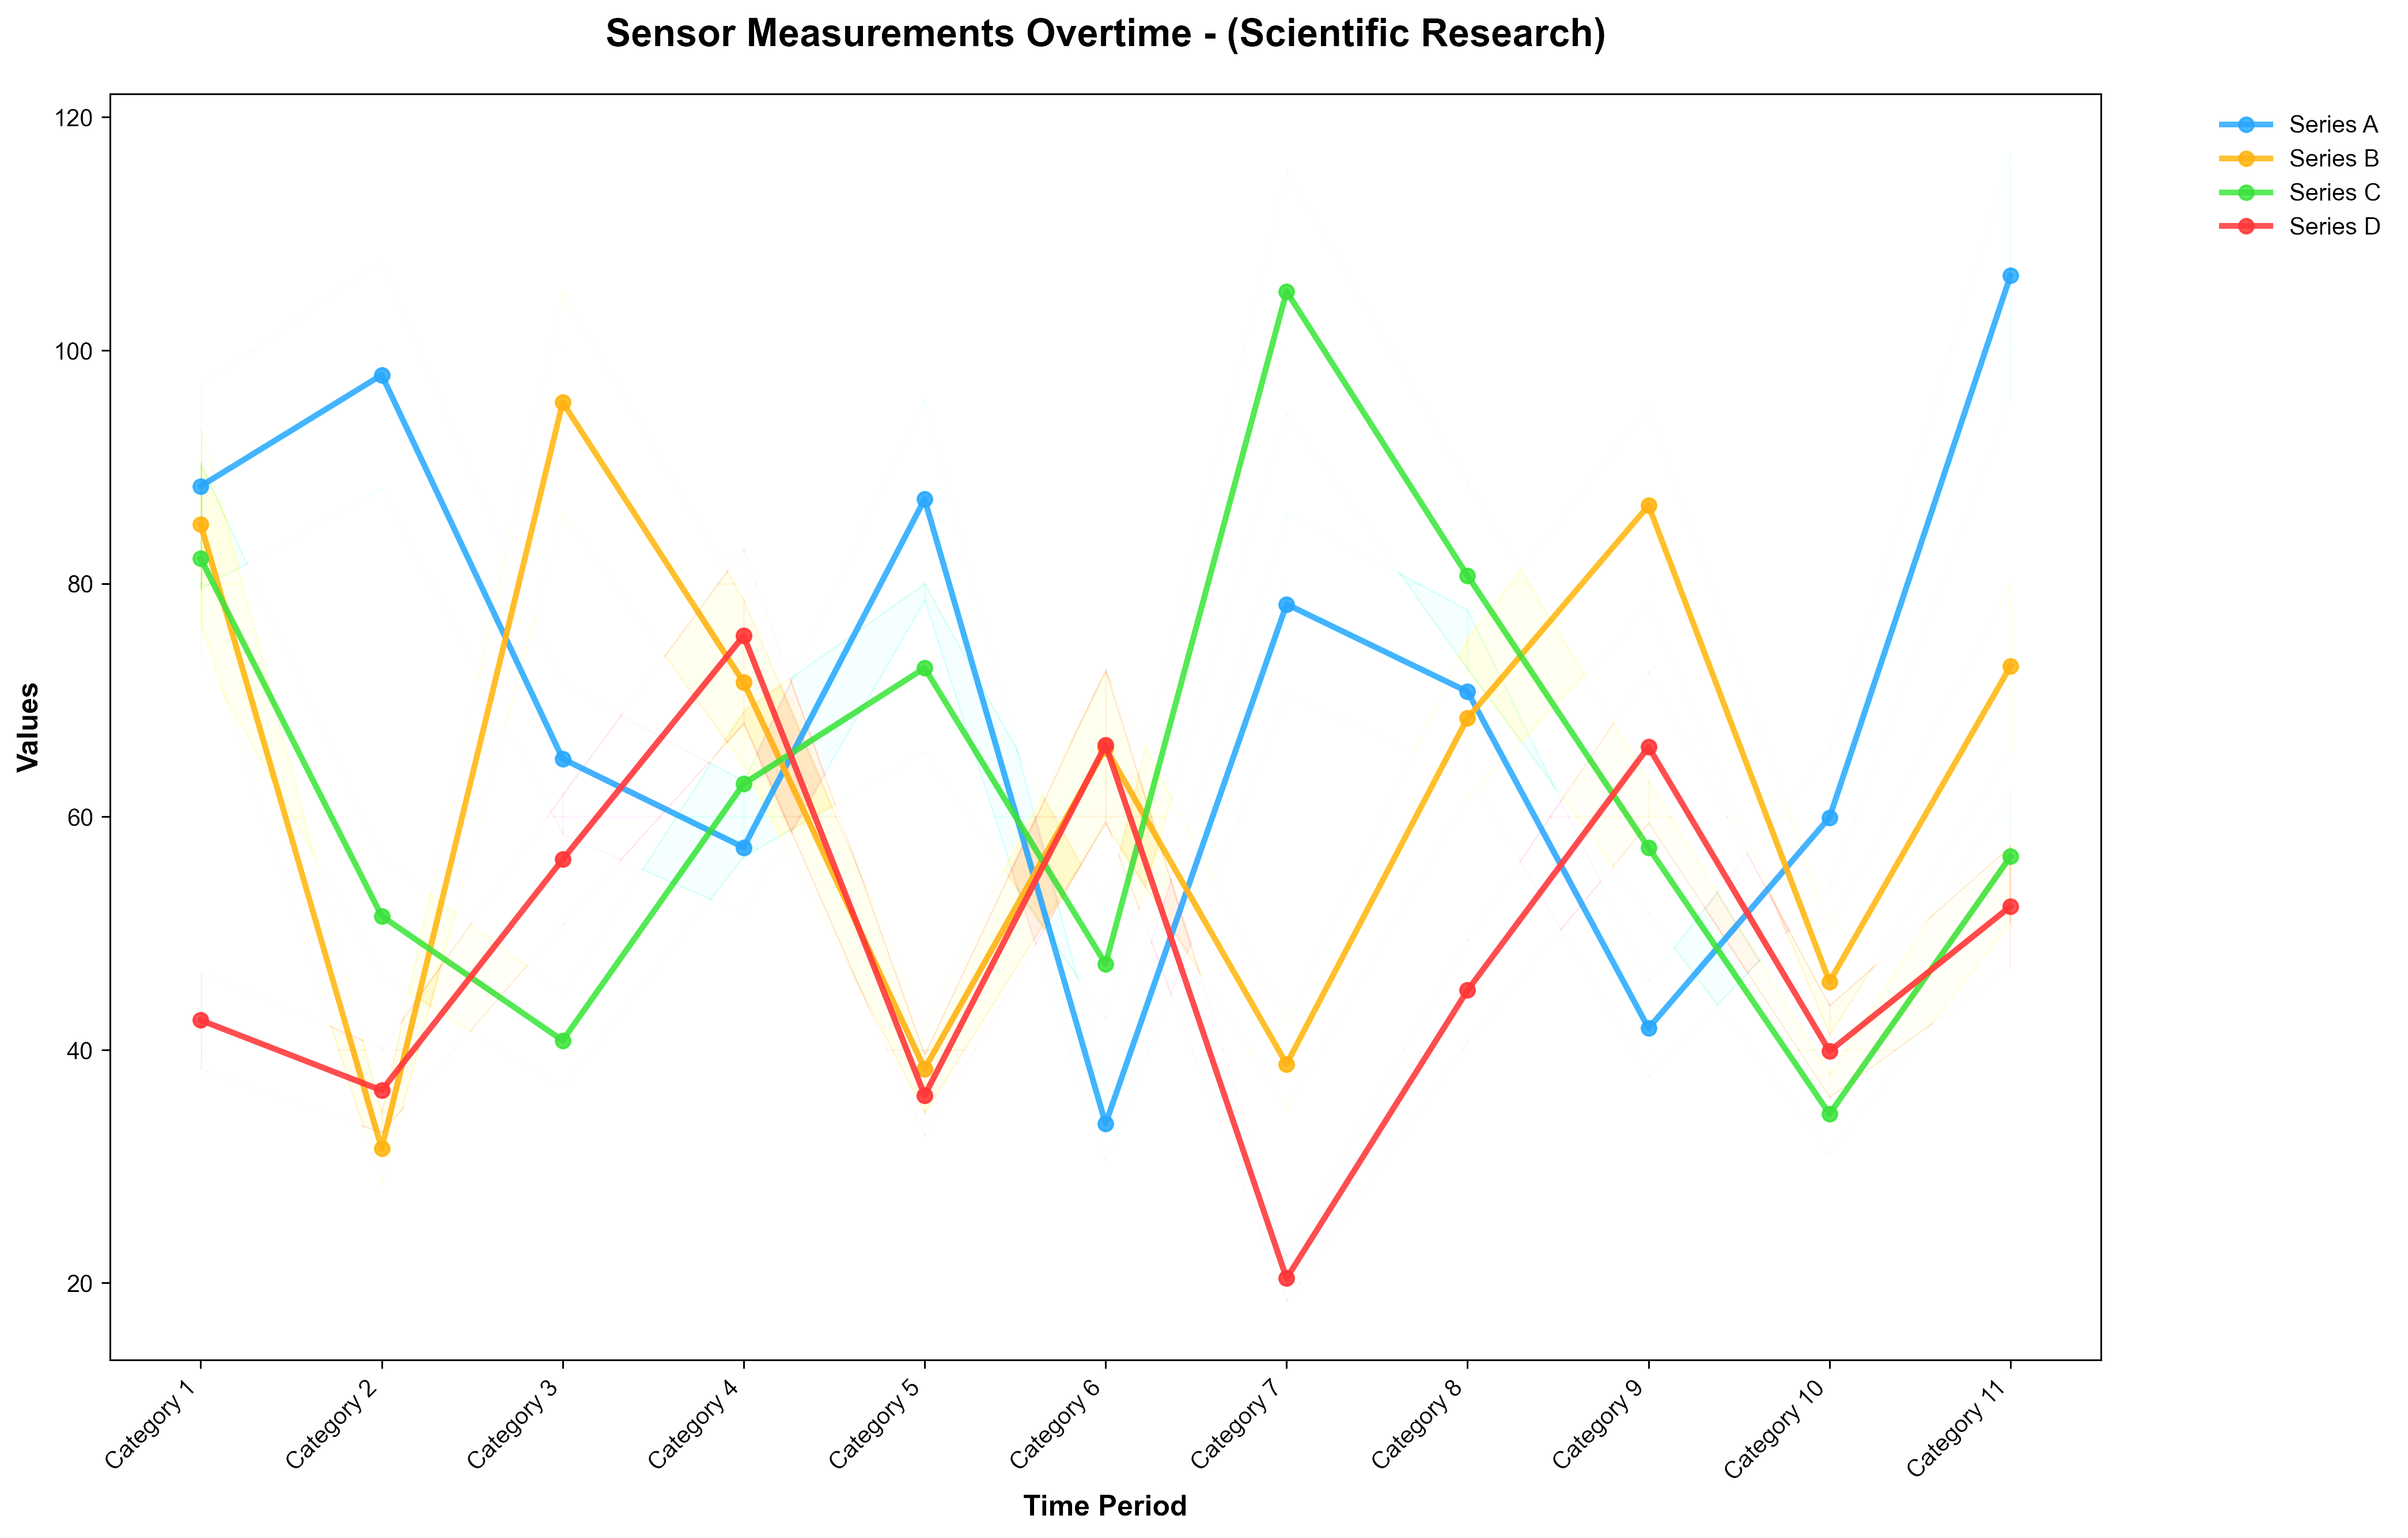 Sensor Measurements Overtime - (Scientific Research)
120
100
80
60
40
20
Values
Category 1
Category 2
Category 3
Category 4
Category 5
Category 6
Category 7
Category 8
Category 9
Category 10
Category 11
Time Period
Series A
Series B
Series C
Series D